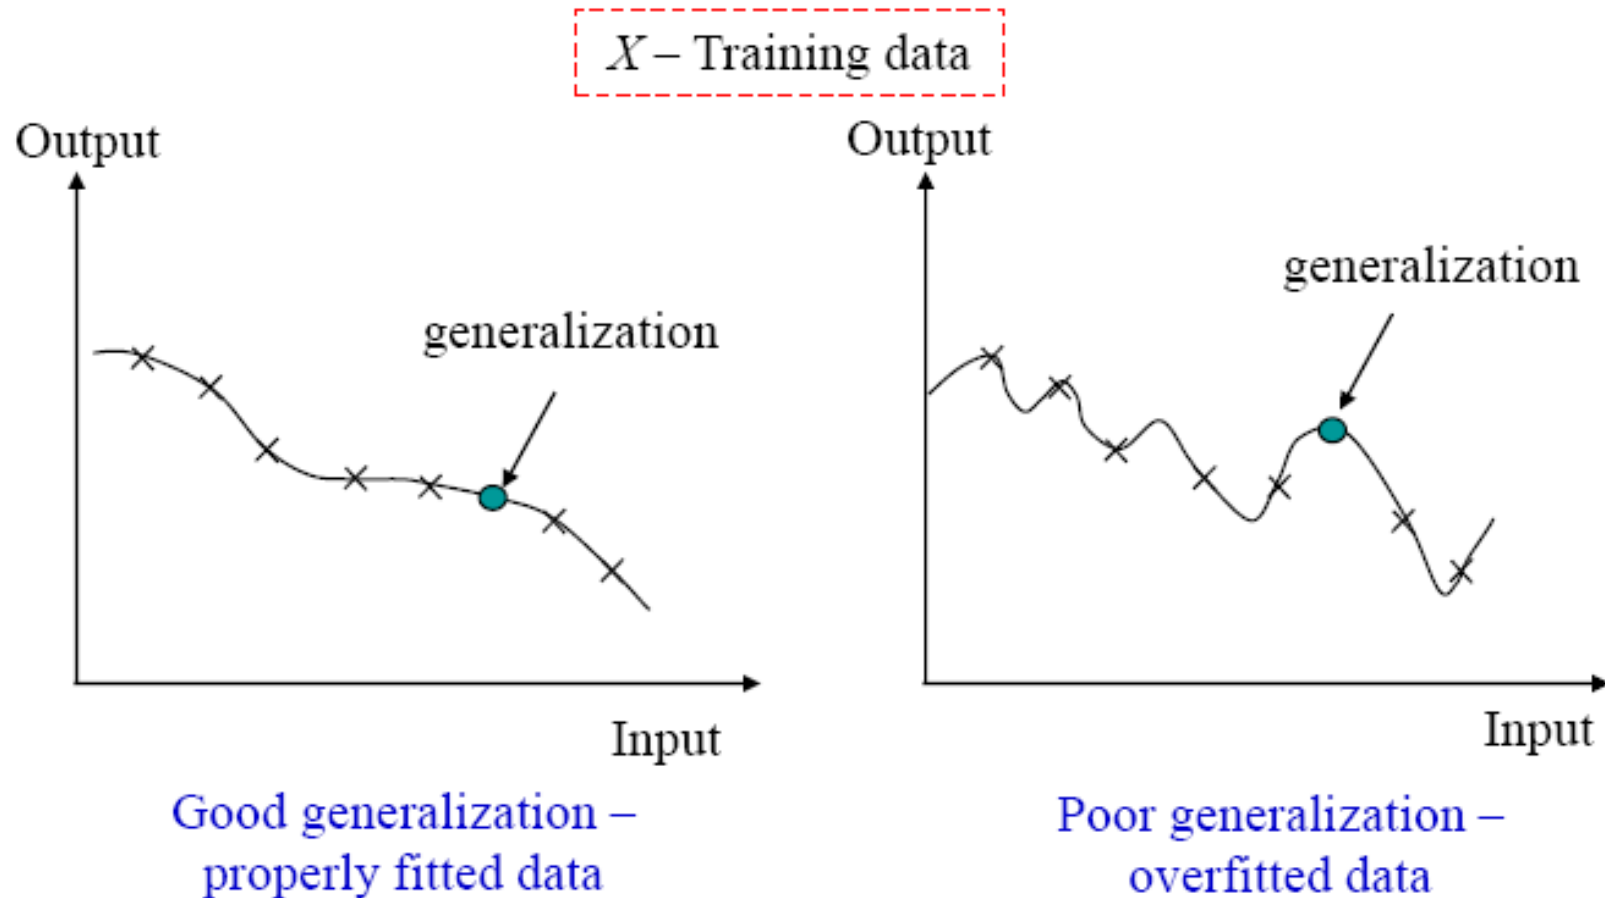 X – Training data
Output
generalization
Input
Good generalization –
properly fitted data
Output
generalization
Input
Poor generalization –
overfitted data